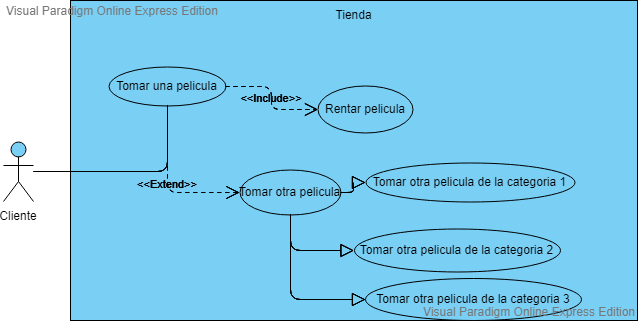 Visual Paradigm Online Express Edition
Tienda
Tomar una pelicula
<<Include>>
Rentar pelicula
<<Extend>>
Tomar otra pelicula
Tomar otra pelicula de la categoria 1
Cliente
Tomar otra pelicula de la categoria 2
Tomar otra pelicula de la categoria 3
Visual Paradigm Online Express Edition